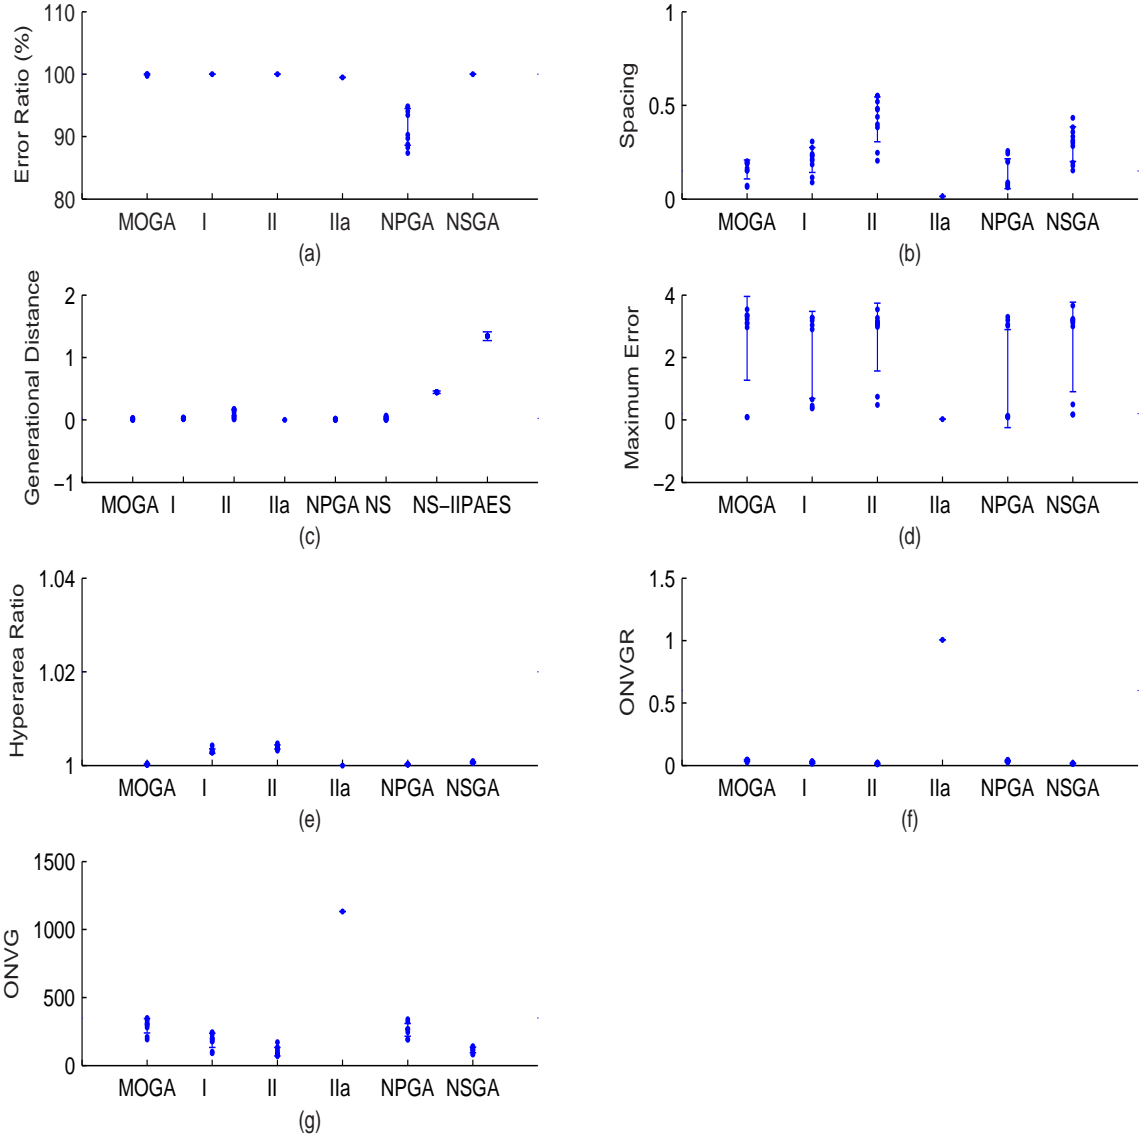 110
100
90
80
Error Ratio (%)
MOGA I II IIa NPGA NSGA
(a)
1
0.5
0
Spacing
MOGA I II IIa NPGA NSGA
(b)
2
1
0
−1
Generational Distance
MOGA I II IIa NPGA NS NS−IIPAES
(c)
4
2
0
−2
Maximum Error
MOGA I II IIa NPGA NSGA
(d)
1.04
1.02
1
Hyperarea Ratio
MOGA I II IIa NPGA NSGA
(e)
1.5
1
0.5
0
ONVGR
MOGA I II IIa NPGA NSGA
(f)
1500
1000
500
0
ONVG
MOGA I II IIa NPGA NSGA
(g)